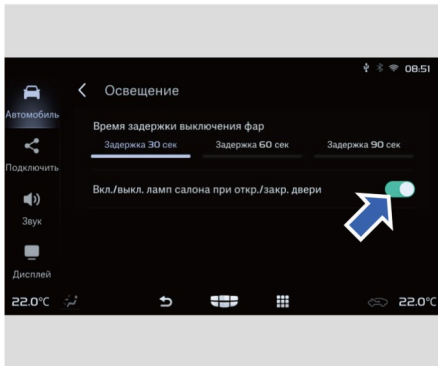 08:51
Автомобиль
Освещение
Время задержки выключения фар
Задержка 30 сек Задержка 60 сек Задержка 90 сек
Подключить
Вкл./выкл. ламп салона при откр./закр. двери
Звук
Дисплей
22.0°C 22.0°C